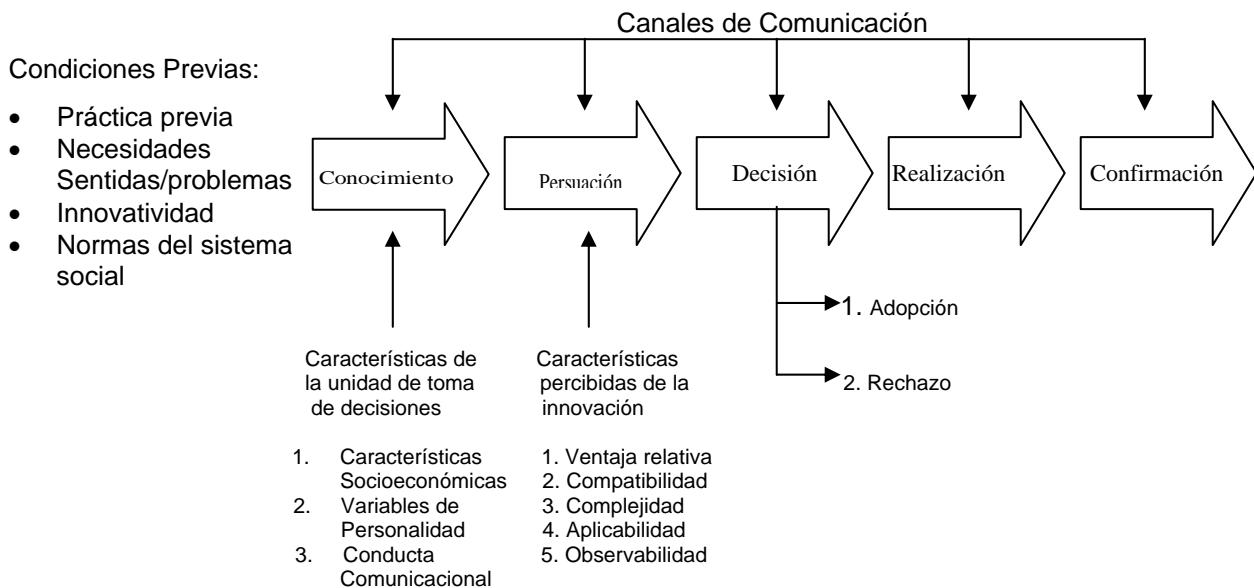 Canales de Comunicación
Condiciones Previas:
• Práctica previa
• Necesidades
Sentidas/problemas
• Innovatividad
• Normas del sistema
social
Conocimiento
Persuación
Decisión
Realización
Confirmación
1. Adopción
2. Rechazo
Características de
la unidad de toma
de decisiones
1. Características
Socioeconómicas
2. Variables de
Personalidad
3. Conducta
Comunicacional
Características
percibidas de la
innovación
1. Ventaja relativa
2. Compatibilidad
3. Complejidad
4. Aplicabilidad
5. Observabilidad